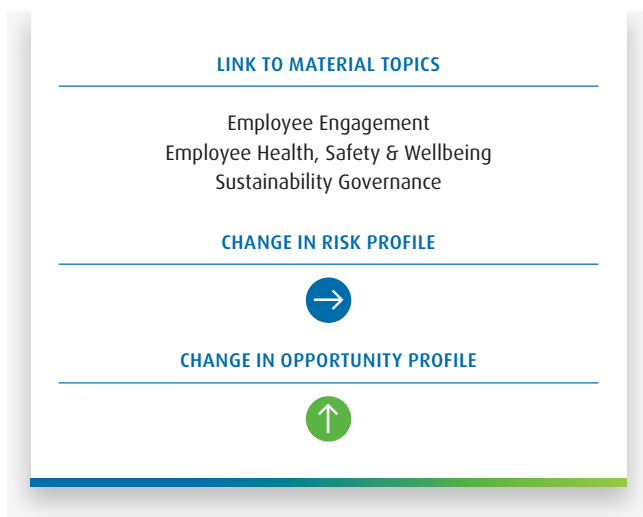 LINK TO MATERIAL TOPICS
Employee Engagement
Employee Health, Safety & Wellbeing
Sustainability Governance
CHANGE IN RISK PROFILE
CHANGE IN OPPORTUNITY PROFILE